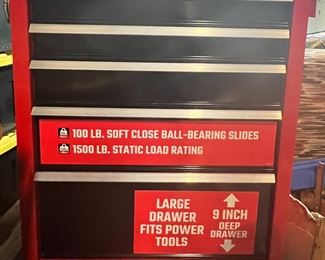 100 LB. SOFT CLOSE BALL-BEARING SLIDES
1500 LB. STATIC LOAD RATING
LARGE
DRAWER
FITS POWER
TOOLS
9 INCH
DEEP
DRAWER